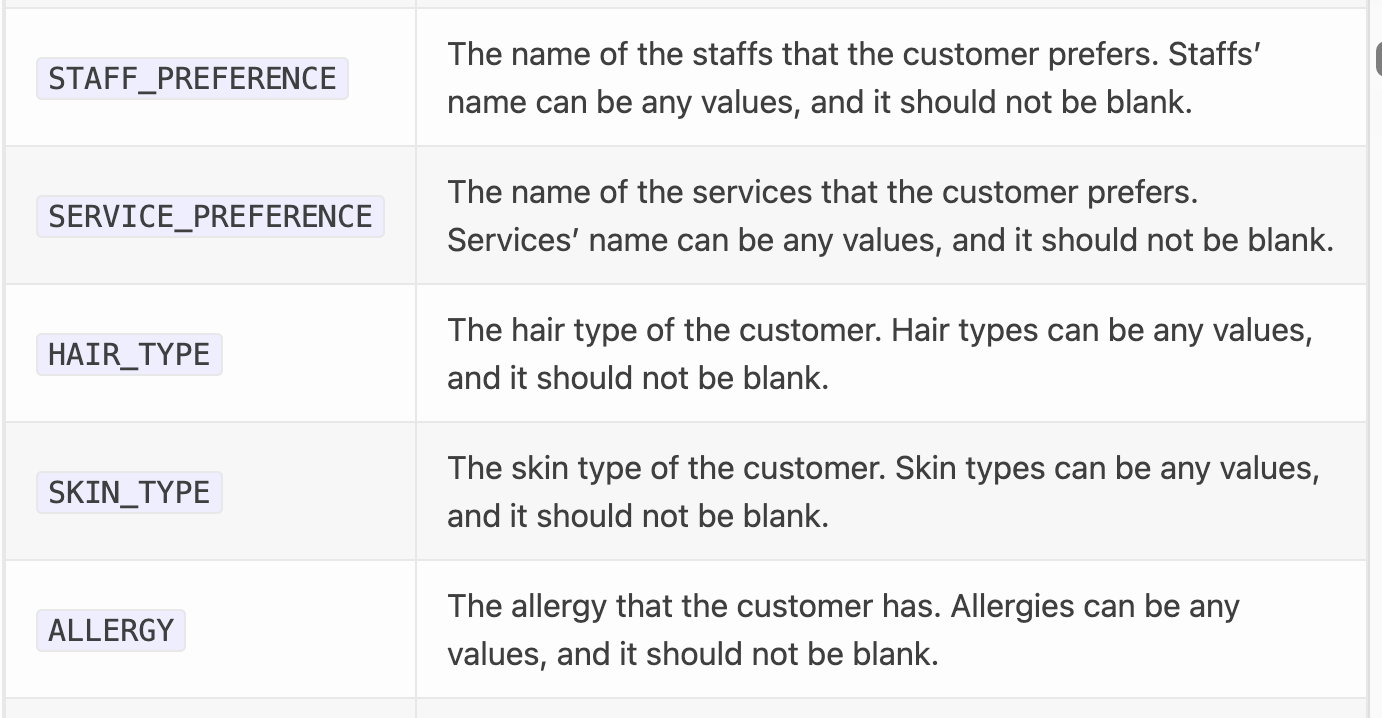 STAFF_PREFERENCE
The name of the staffs that the customer prefers. Staffs’
name can be any values, and it should not be blank.
SERVICE_PREFERENCE
The name of the services that the customer prefers.
Services’ name can be any values, and it should not be blank.
HAIR_TYPE
The hair type of the customer. Hair types can be any values,
and it should not be blank.
SKIN_TYPE
The skin type of the customer. Skin types can be any values,
and it should not be blank.
ALLERGY
The allergy that the customer has. Allergies can be any
values, and it should not be blank.